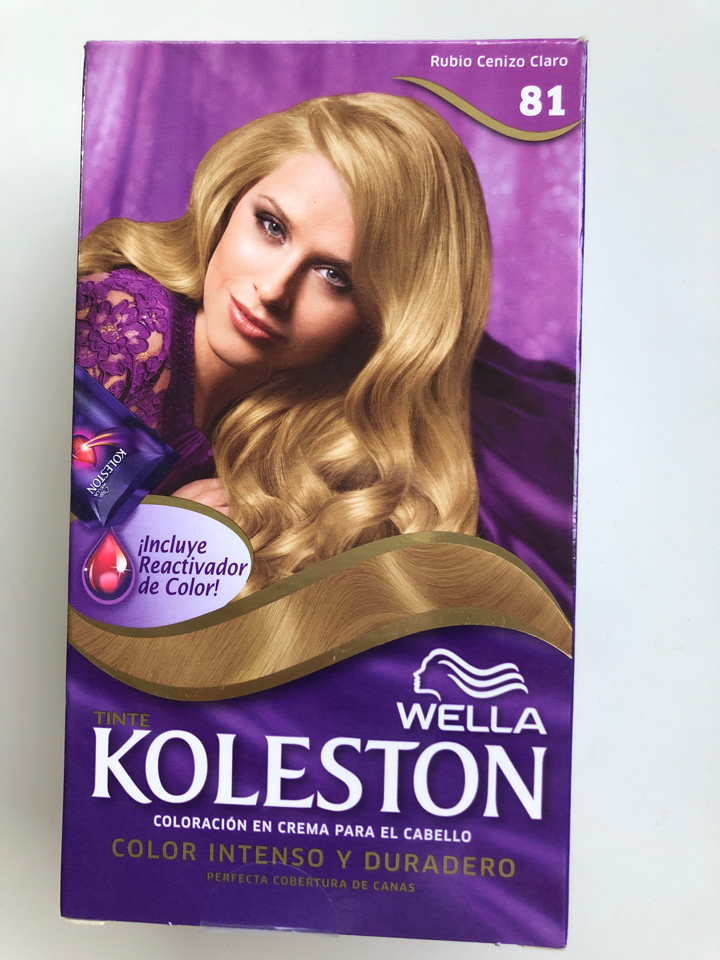 Rubio Cenizo Claro
81
KOLESTON
WELLA
¡Incluye
Reactivador
de Color!
WELLA
TINTE
KOLESTON
COLORACIÓN EN CREMA PARA EL CABELLO
COLOR INTENSO Y DURADERO
PERFECTA COBERTURA DE CANAS